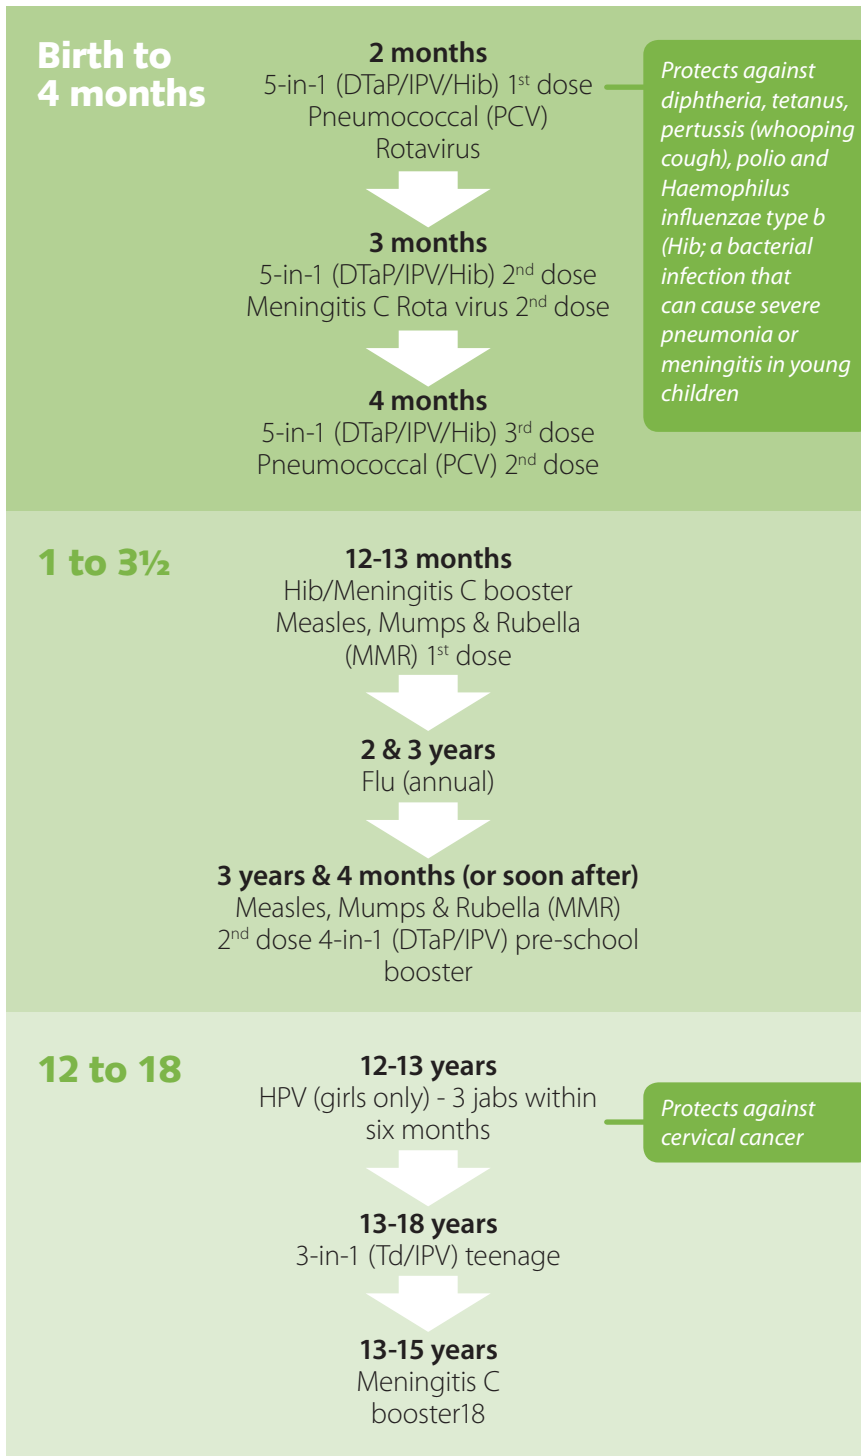 Birth to
4 months
2 months
5-in-1 (DTaP/IPV/Hib) 1st dose
Pneumococcal (PCV)
Rotavirus
Protects against
diphtheria, tetanus,
pertussis (whooping
cough), polio and
Haemophilus
influenzae type b
(Hib; a bacterial
infection that
can cause severe
pneumonia or
meningitis in young
children
3 months
5-in-1 (DTaP/IPV/Hib) 2nd dose
Meningitis C Rota virus 2nd dose
4 months
5-in-1 (DTaP/IPV/Hib) 3rd dose
Pneumococcal (PCV) 2nd dose
1 to 3½
12-13 months
Hib/Meningitis C booster
Measles, Mumps & Rubella
(MMR) 1st dose
2 & 3 years
Flu (annual)
3 years & 4 months (or soon after)
Measles, Mumps & Rubella (MMR)
2nd dose 4-in-1 (DTaP/IPV) pre-school
booster
12 to 18
12-13 years
HPV (girls only) - 3 jabs within
six months
Protects against
cervical cancer
13-18 years
3-in-1 (Td/IPV) teenage
13-15 years
Meningitis C
booster18